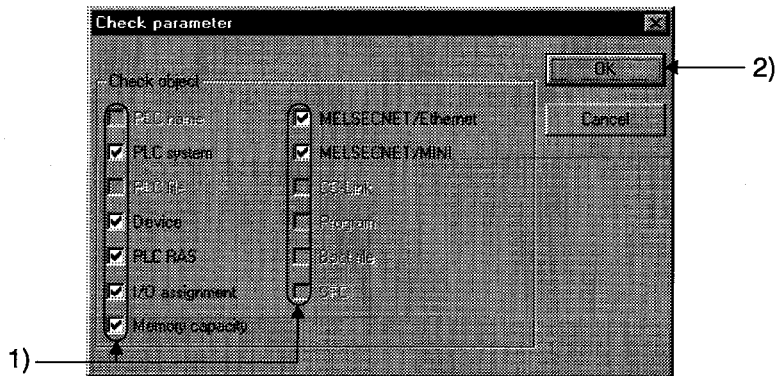 Check parameter
OK
2)
Check object
PLC name
MELSECNET/Ethernet
Cancel
PLC system
MELSECNET/MINI
PLC file
CC-Link
Device
Program
PLC RAS
Boot file
I/O assignment
SFC
Memory capacity
1)